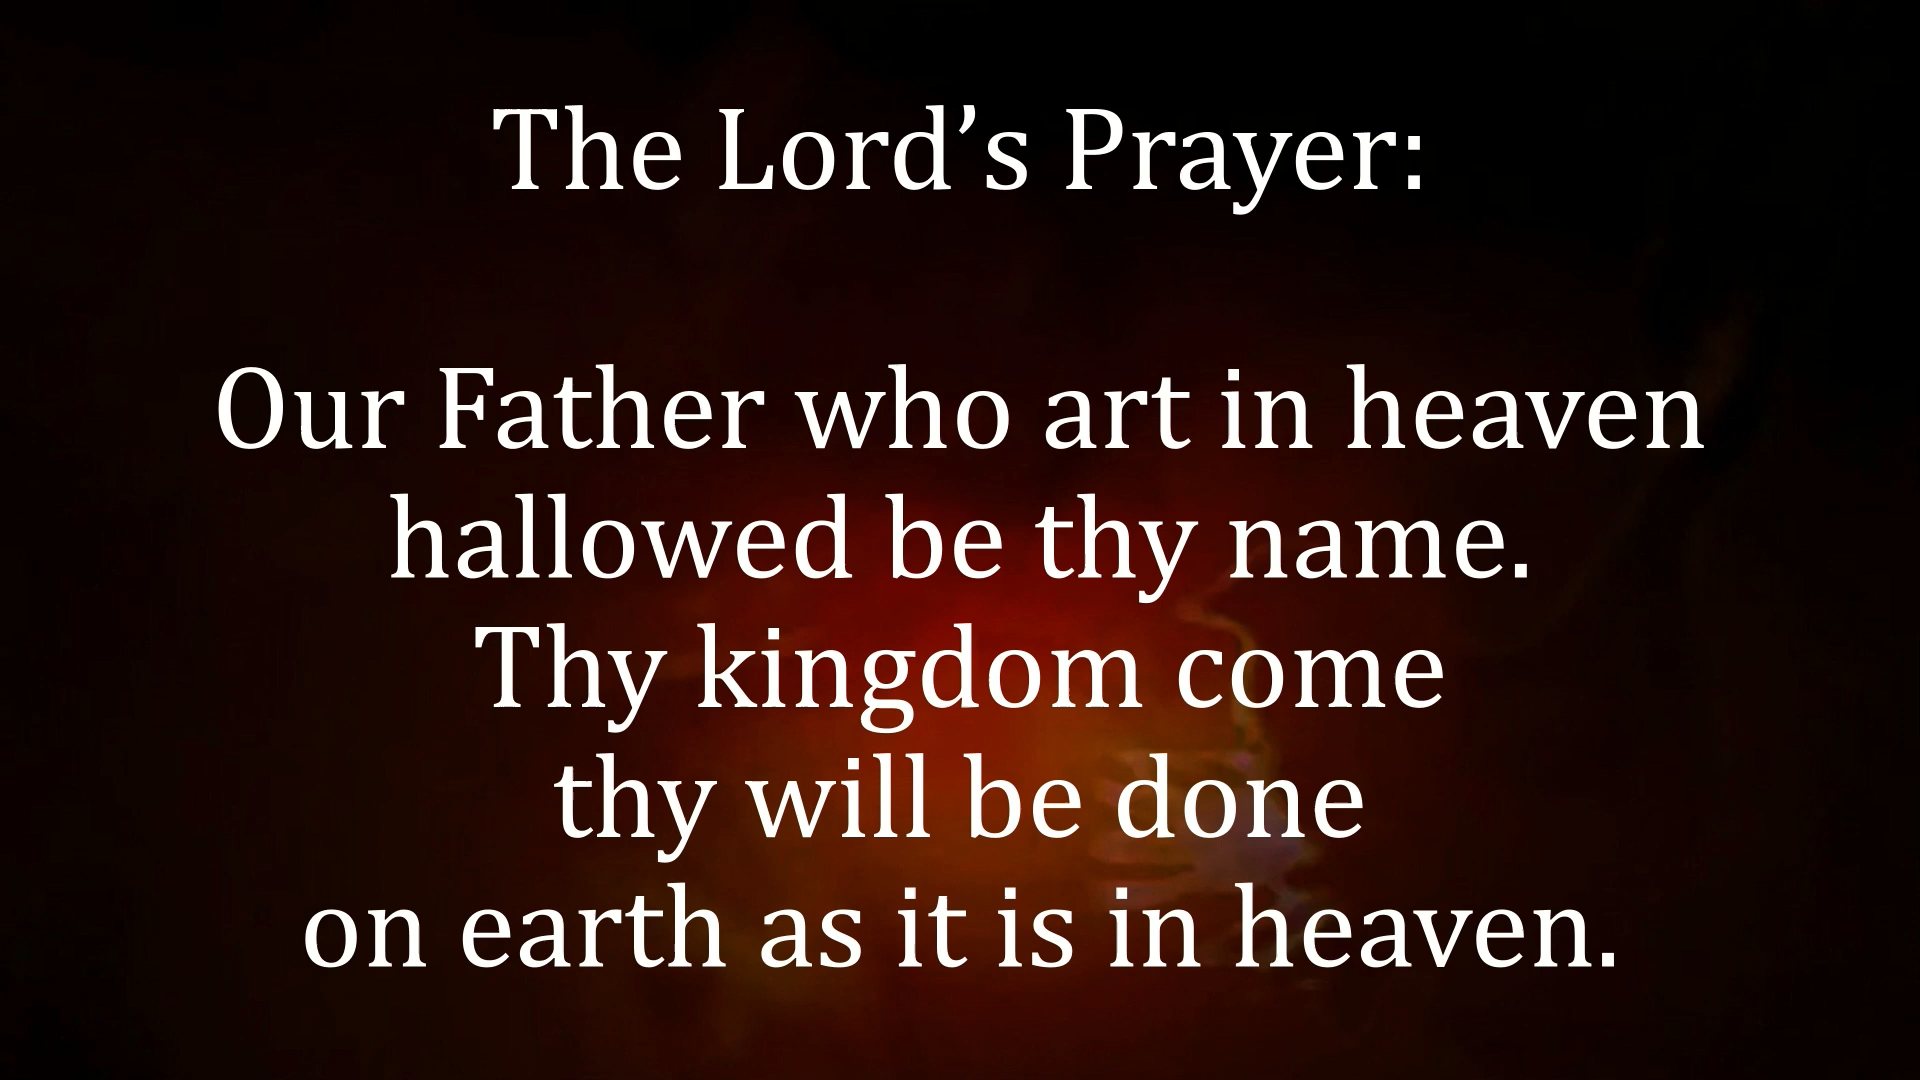 The Lord’s Prayer:
Our Father who art in heaven
hallowed be thy name.
Thy kingdom come
thy will be done
on earth as it is in heaven.